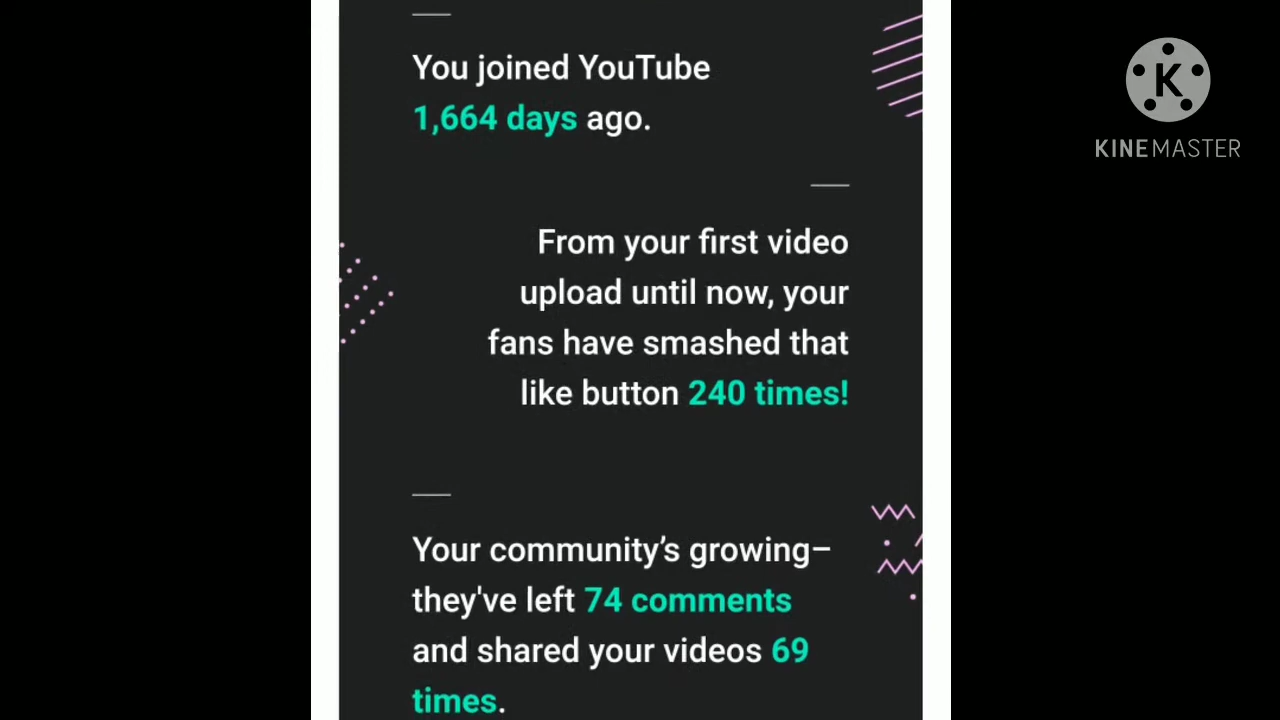 You joined YouTube
1,664 days ago.
From your first video
upload until now, your
fans have smashed that
like button 240 times!
Your community’s growing–
they've left 74 comments
and shared your videos 69
times.
K
KINEMASTER